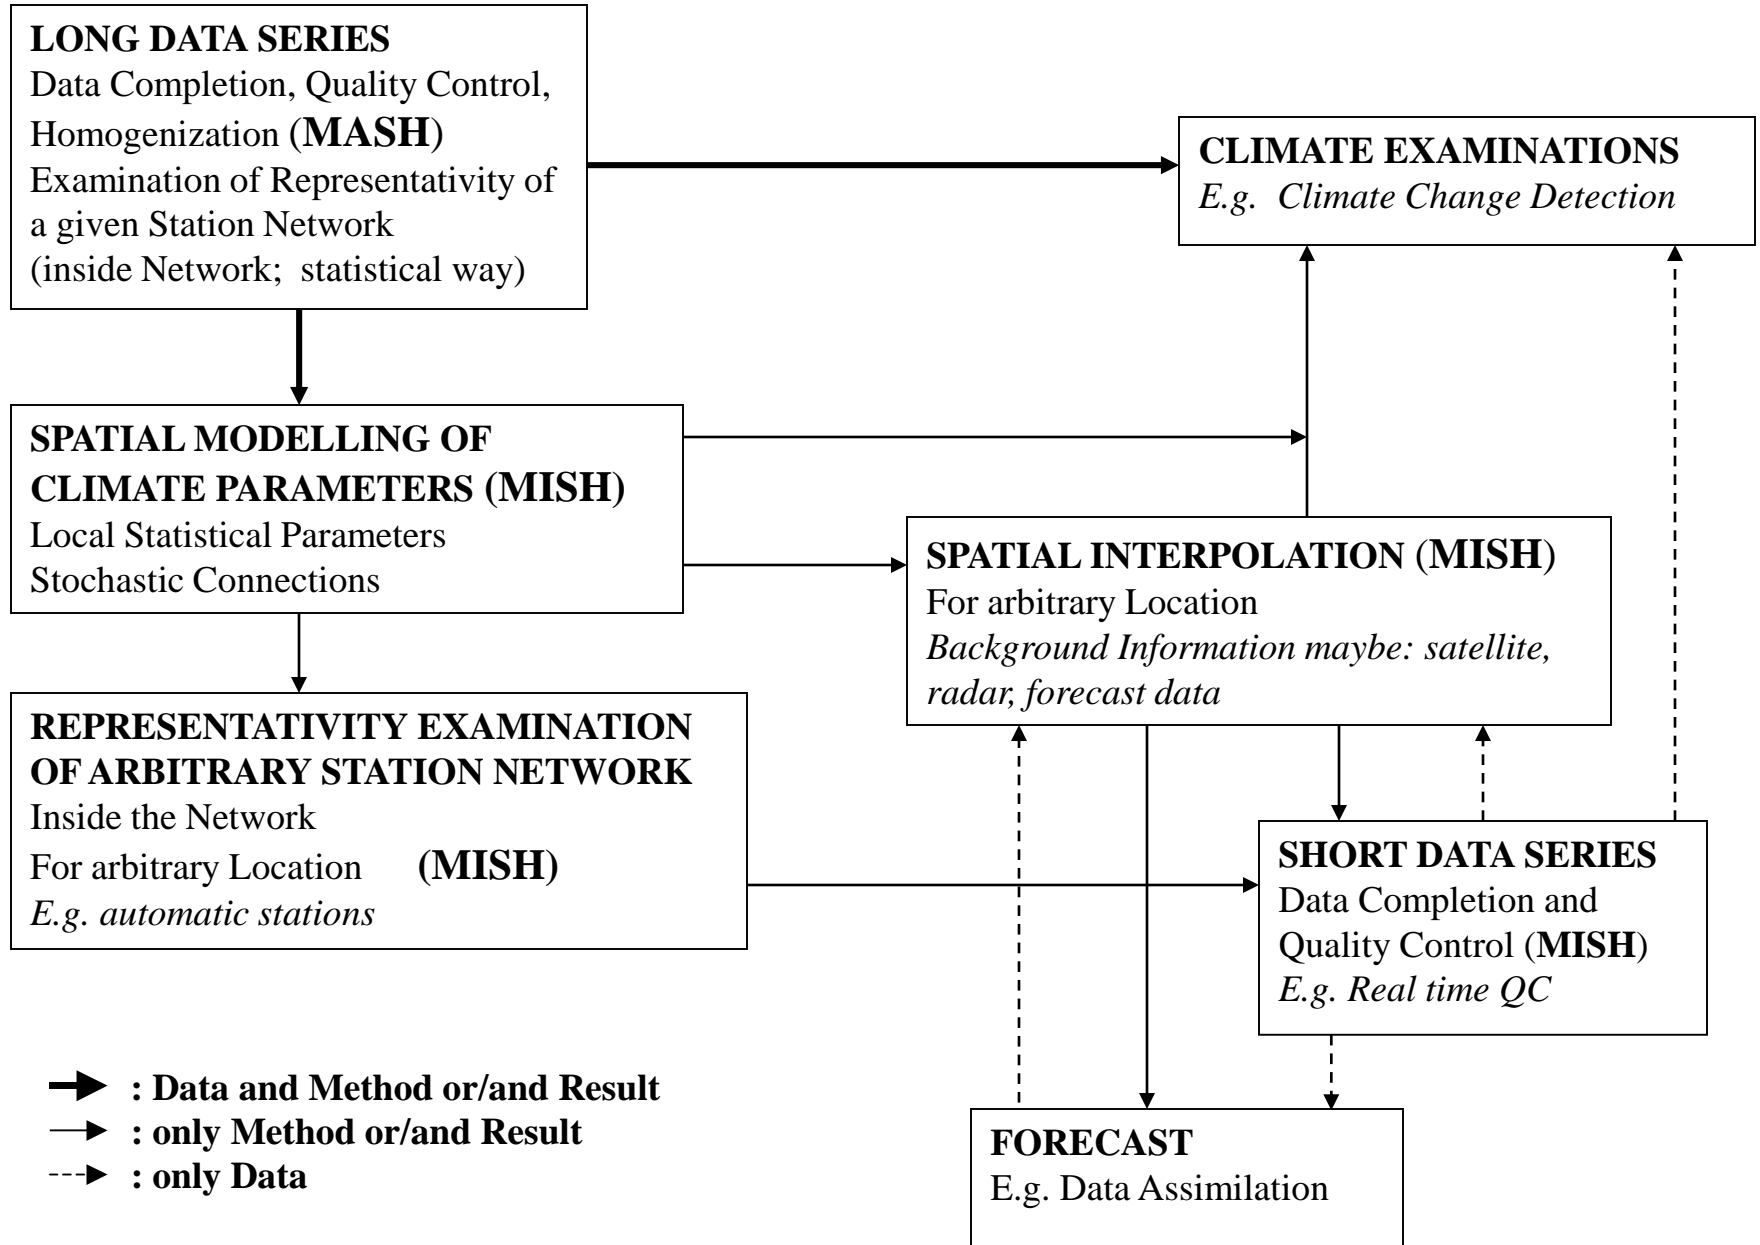 LONG DATA SERIES
Data Completion, Quality Control,
Homogenization (MASH)
Examination of Representativity of
a given Station Network
(inside Network;  statistical way)
CLIMATE EXAMINATIONS
E.g.  Climate Change Detection
SPATIAL MODELLING OF
CLIMATE PARAMETERS (MISH)
Local Statistical Parameters
Stochastic Connections
SPATIAL INTERPOLATION (MISH)
For arbitrary Location
Background Information maybe: satellite,
radar, forecast data
REPRESENTATIVITY EXAMINATION
OF ARBITRARY STATION NETWORK
Inside the Network
For arbitrary Location (MISH)
E.g. automatic stations
SHORT DATA SERIES
Data Completion and
Quality Control (MISH)
E.g. Real time QC
: Data and Method or/and Result
: only Method or/and Result
: only Data
FORECAST
E.g. Data Assimilation